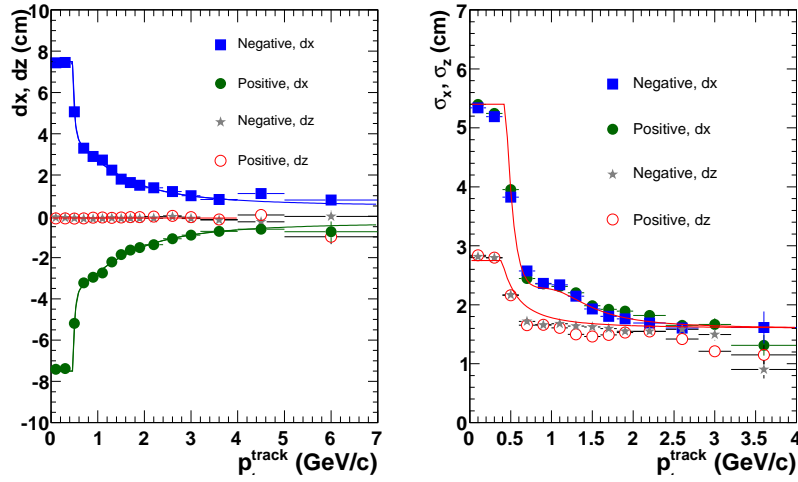 dx, dz (cm)
10
8
6
4
2
0
-2
-4
-6
-8
-10
Negative, dx
Positive, dx
Negative, dz
Positive, dz
0 1 2 3 4 5 6 7
p track (GeV/c)
σx, σz (cm)
7
6
5
4
3
2
1
0
Negative, dx
Positive, dx
Negative, dz
Positive, dz
0 0.5 1 1.5 2 2.5 3 3.5 4
p track (GeV/c)